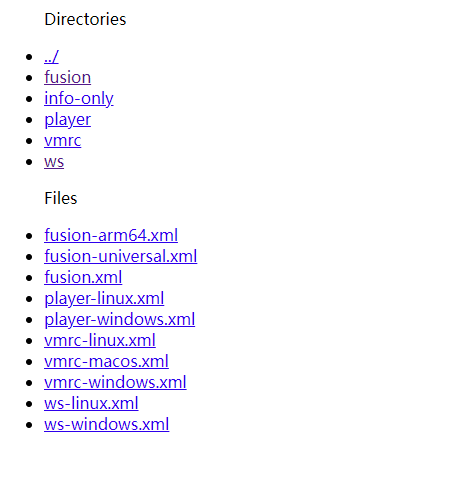 Directories
../
fusion
info-only
player
vmrc
ws
Files
fusion-arm64.xml
fusion-universal.xml
fusion.xml
player-linux.xml
player-windows.xml
vmrc-linux.xml
vmrc-macos.xml
vmrc-windows.xml
ws-linux.xml
ws-windows.xml